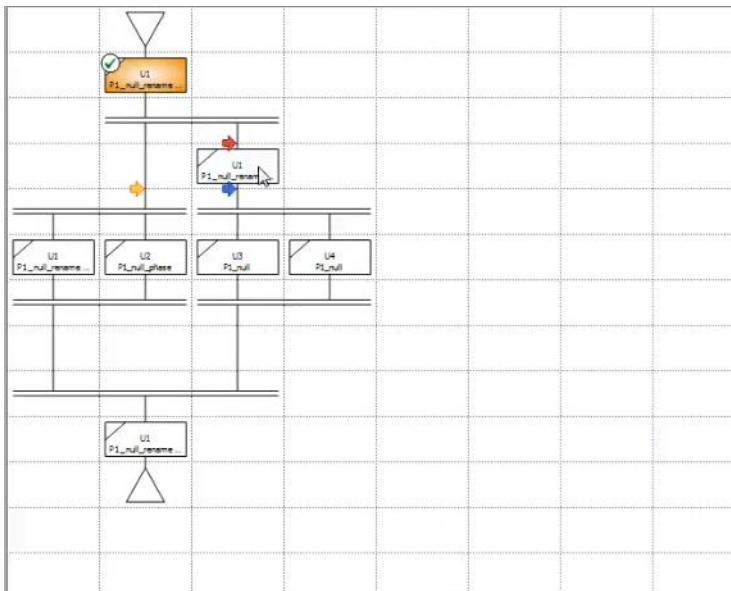 U1
P1_null_rename ...
U1
P1_null_renam
U1
P1_null_rename ...
U2
P1_null_phase
U3
P1_null
U4
P1_null
U1
P1_null_rename ...